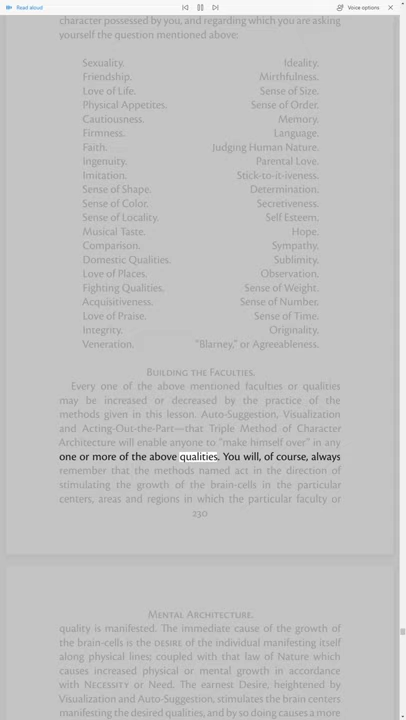 Read aloud
Voice options
character possessed by you, and regarding which you are asking
yourself the question mentioned above:
Sexuality. Ideality.
Friendship. Mirthfulness.
Love of Life. Sense of Size.
Physical Appetites. Sense of Order.
Cautiousness. Memory.
Firmness. Language.
Faith. Judging Human Nature.
Ingenuity. Parental Love.
Imitation. Stick-to-it-iveness.
Sense of Shape. Determination.
Sense of Color. Secretiveness.
Sense of Locality. Self Esteem.
Musical Taste. Hope.
Comparison. Sympathy.
Domestic Qualities. Sublimity.
Love of Places. Observation.
Fighting Qualities. Sense of Weight.
Acquisitiveness. Sense of Number.
Love of Praise. Sense of Time.
Integrity. Originality.
Veneration. "Blarney," or Agreeableness.
Building the Faculties.
Every one of the above mentioned faculties or qualities
may be increased or decreased by the practice of the
methods given in this lesson. Auto-Suggestion, Visualization
and Acting-Out-the-Part—that Triple Method of Character
Architecture will enable anyone to "make himself over" in any
one or more of the above qualities. You will, of course, always
remember that the methods named act in the direction of
stimulating the growth of the brain-cells in the particular
centers, areas and regions in which the particular faculty or
230
Mental Architecture.
quality is manifested. The immediate cause of the growth of
the brain-cells is the desire of the individual manifesting itself
along physical lines; coupled with that law of Nature which
causes increased physical or mental growth in accordance
with Necessity or Need. The earnest Desire, heightened by
Visualization and Auto-Suggestion, stimulates the brain centers
manifesting the desired qualities, and by so doing causes a more